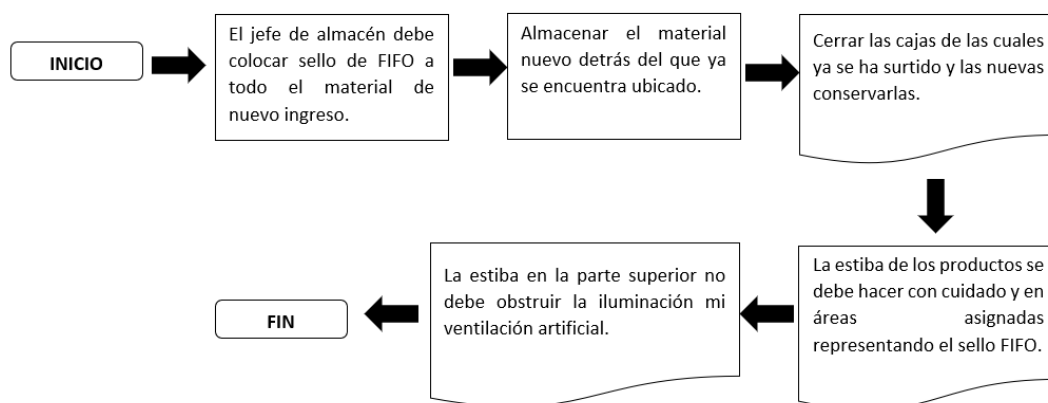 INICIO
El jefe de almacén debe
colocar sello de FIFO a
todo el material de
nuevo ingreso.
Almacenar el material
nuevo detrás del que ya
se encuentra ubicado.
Cerrar las cajas de las cuales
ya se ha surtido y las nuevas
conservarlas.
La estiba de los productos se
debe hacer con cuidado y en
áreas asignadas
representando el sello FIFO.
La estiba en la parte superior no
debe obstruir la iluminación mi
ventilación artificial.
FIN